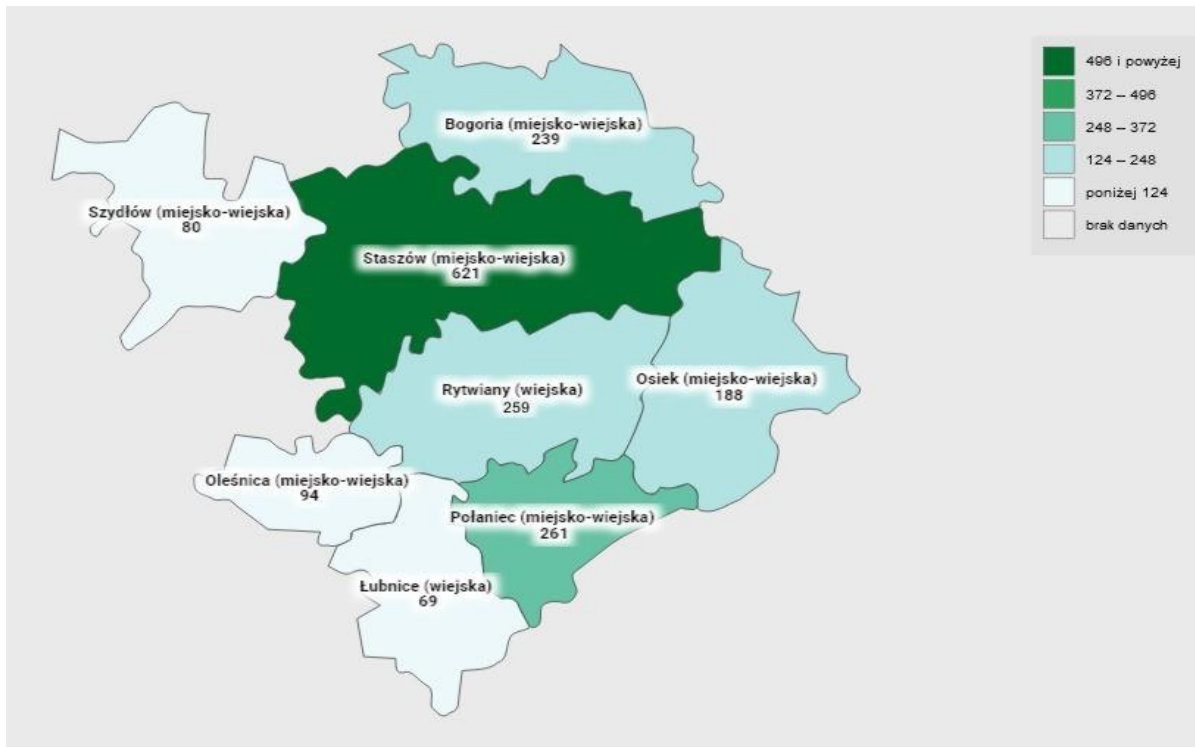 Bogoria (miejsko-wiejska)
239
Szydłów (miejsko-wiejska)
80
Staszów (miejsko-wiejska)
621
Rytwiany (wiejska)
259
Osiek (miejsko-wiejska)
188
Oleśnica (miejsko-wiejska)
94
Połaniec (miejsko-wiejska)
261
Łubnice (wiejska)
69
496 i powyżej
372 – 496
248 – 372
124 – 248
poniżej 124
brak danych